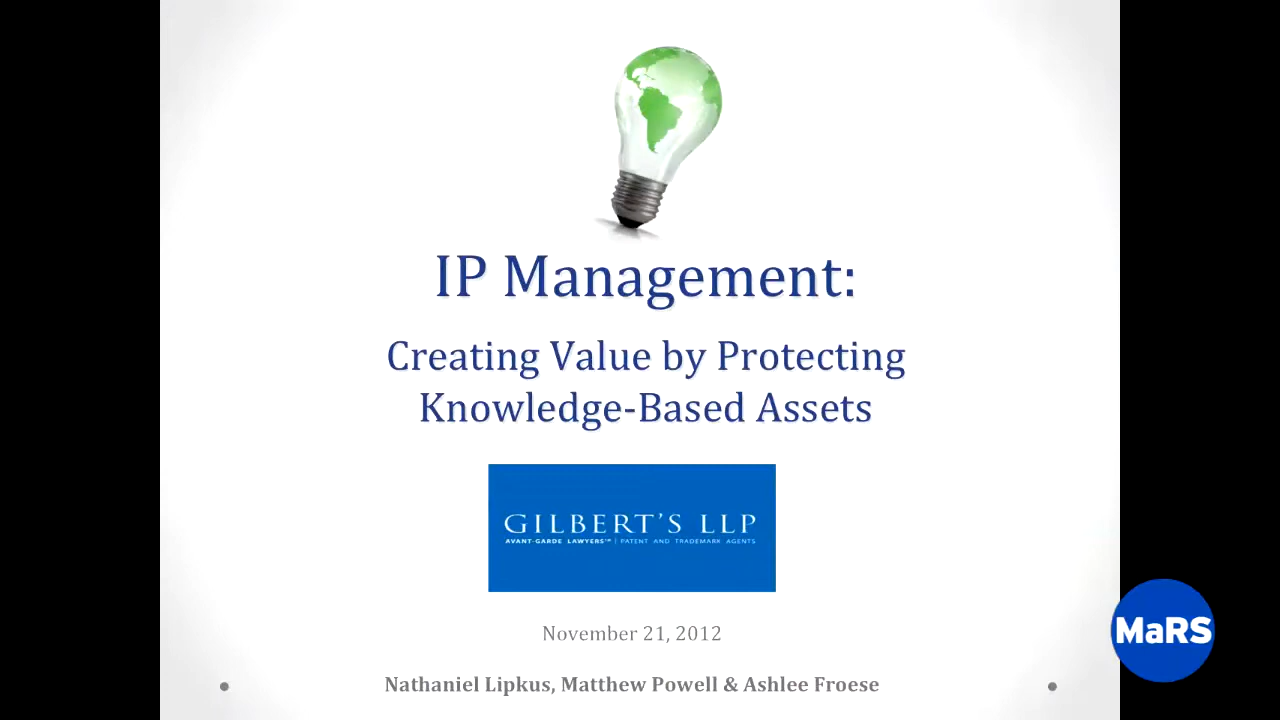 IP Management:
Creating Value by Protecting
Knowledge-Based Assets
GILBERT'S LLP
AVANT-GARDE LAWYERS™ | PATENT AND TRADEMARK AGENTS
November 21, 2012
MaRS
Nathaniel Lipkus, Matthew Powell & Ashlee Froese